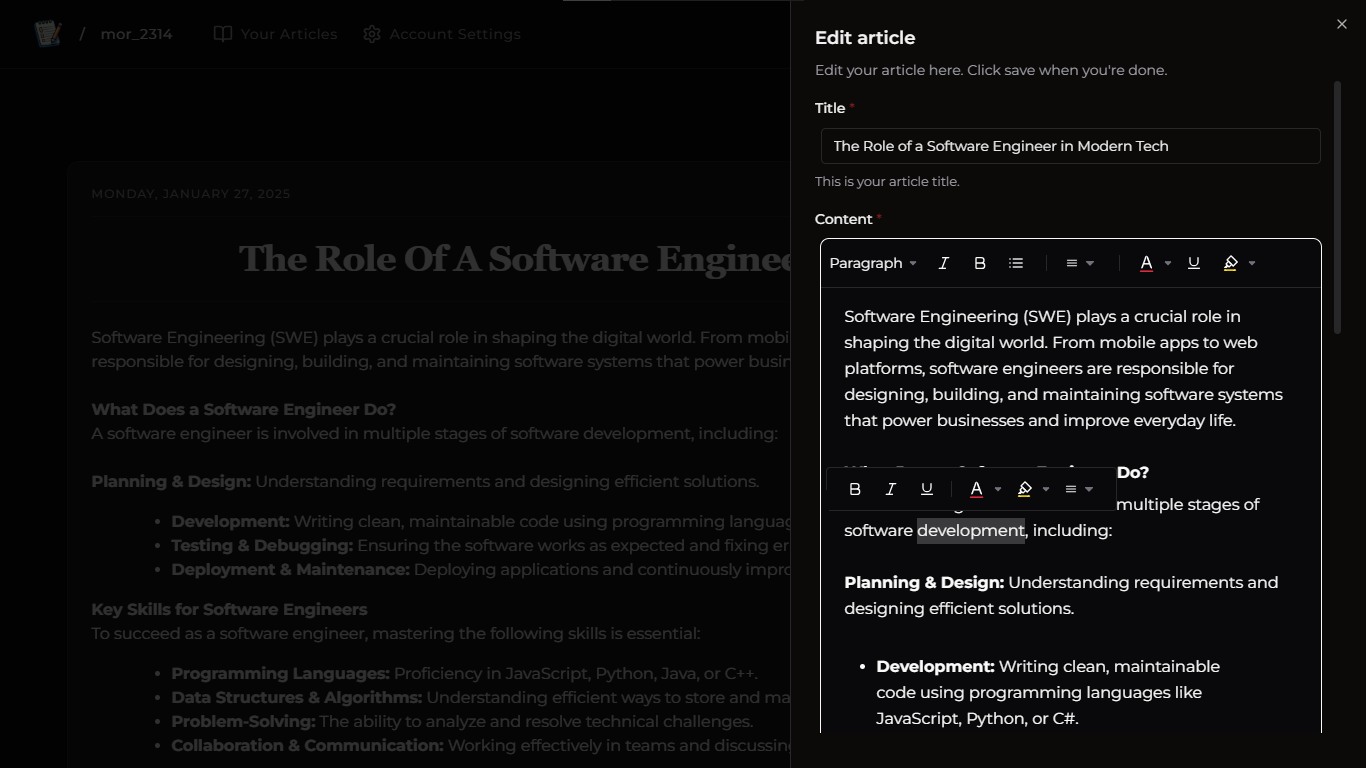 / mor_2314 Your Articles Account Settings
MONDAY, JANUARY 27, 2025
The Role Of A Software Enginee
Software Engineering (SWE) plays a crucial role in shaping the digital world. From mobi
responsible for designing, building, and maintaining software systems that power busin
What Does a Software Engineer Do?
A software engineer is involved in multiple stages of software development, including:
Planning & Design: Understanding requirements and designing efficient solutions.
• Development: Writing clean, maintainable code using programming languag
• Testing & Debugging: Ensuring the software works as expected and fixing er
• Deployment & Maintenance: Deploying applications and continuously impro
Key Skills for Software Engineers
To succeed as a software engineer, mastering the following skills is essential:
• Programming Languages: Proficiency in JavaScript, Python, Java, or C++.
• Data Structures & Algorithms: Understanding efficient ways to store and ma
• Problem-Solving: The ability to analyze and resolve technical challenges.
• Collaboration & Communication: Working effectively in teams and discussing
Edit article
Edit your article here. Click save when you're done.
Title *
The Role of a Software Engineer in Modern Tech
This is your article title.
Content *
Paragraph I B A U
Software Engineering (SWE) plays a crucial role in
shaping the digital world. From mobile apps to web
platforms, software engineers are responsible for
designing, building, and maintaining software systems
that power businesses and improve everyday life.
Do?
B I U A
multiple stages of
software development, including:
Planning & Design: Understanding requirements and
designing efficient solutions.
• Development: Writing clean, maintainable
code using programming languages like
JavaScript, Python, or C#.